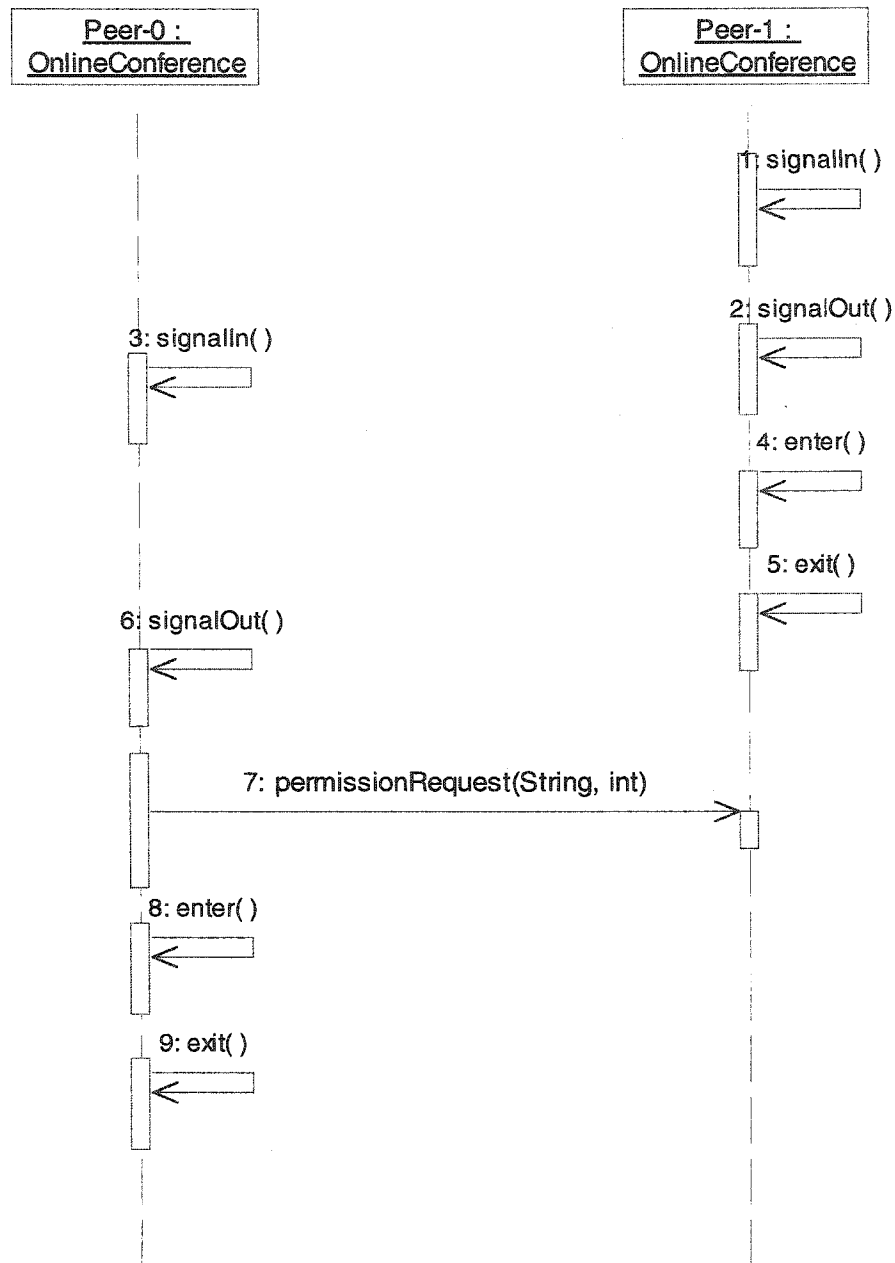 Peer-0 :
OnlineConference
Peer-1 :
OnlineConference
1: signalIn( )
2: signalOut( )
3: signalIn( )
4: enter( )
5: exit( )
6: signalOut( )
7: permissionRequest(String, int)
8: enter( )
9: exit( )